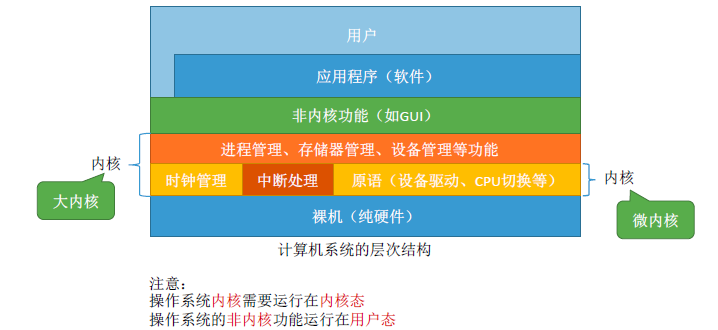 用户
应用程序（软件）
非内核功能（如GUI）
进程管理、存储器管理、设备管理等功能
内核
大内核
时钟管理
中断处理
原语（设备驱动、CPU切换等）
内核
微内核
裸机（纯硬件）
计算机系统的层次结构
注意：
操作系统内核需要运行在内核态
操作系统的非内核功能运行在用户态